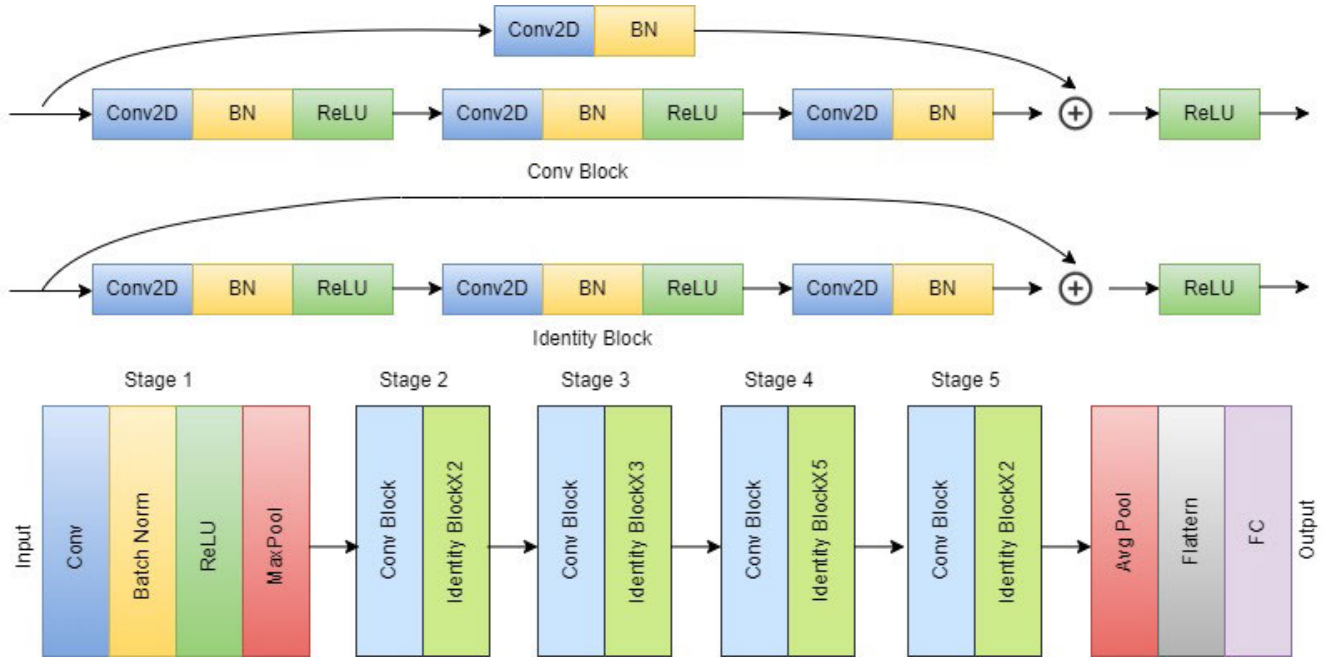 Conv2D BN
Conv2D BN ReLU Conv2D BN ReLU Conv2D BN ReLU
Conv Block
Conv2D BN ReLU Conv2D BN ReLU Conv2D BN ReLU
Identity Block
Stage 1 Stage 2 Stage 3 Stage 4 Stage 5
Input
Conv
Batch Norm
ReLU
MaxPool
Conv Block
Identity BlockX2
Conv Block
Identity BlockX3
Conv Block
Identity BlockX5
Conv Block
Identity BlockX2
Avg Pool
Flattern
FC
Output